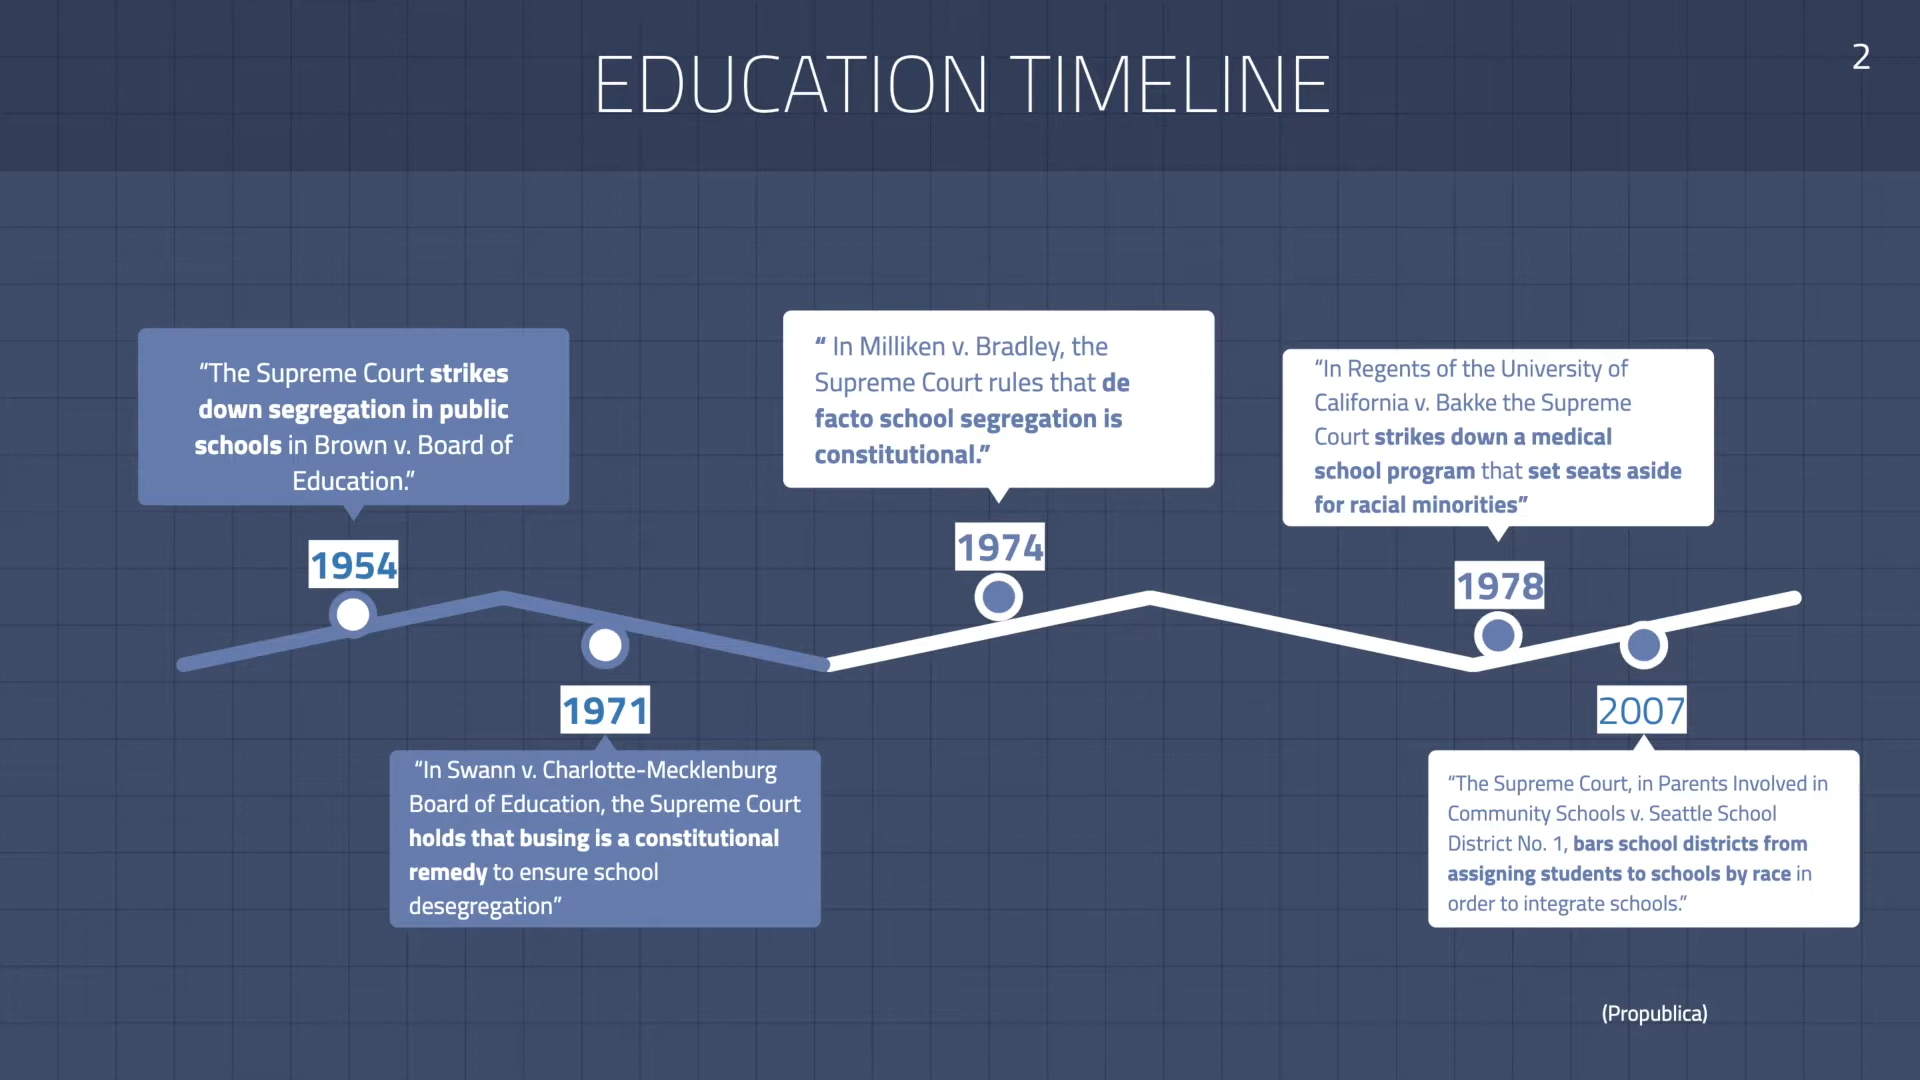 EDUCATION TIMELINE
2
“The Supreme Court strikes
down segregation in public
schools in Brown v. Board of
Education.”
1954
1971
“In Swann v. Charlotte-Mecklenburg
Board of Education, the Supreme Court
holds that busing is a constitutional
remedy to ensure school
desegregation”
“ In Milliken v. Bradley, the
Supreme Court rules that de
facto school segregation is
constitutional.”
1974
“In Regents of the University of
California v. Bakke the Supreme
Court strikes down a medical
school program that set seats aside
for racial minorities”
1978
2007
“The Supreme Court, in Parents Involved in
Community Schools v. Seattle School
District No. 1, bars school districts from
assigning students to schools by race in
order to integrate schools.”
(Propublica)